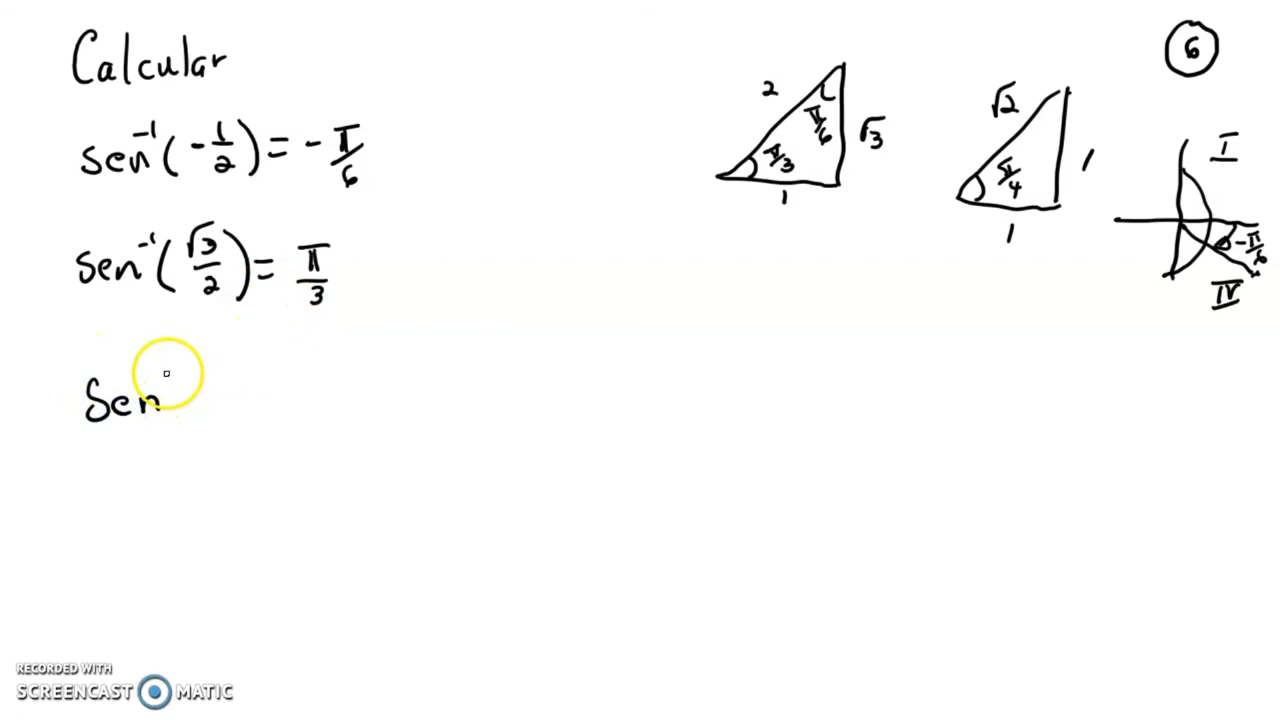 Calcular
sen⁻¹(-1/2) = -π/6
sen⁻¹(√3/2) = π/3
Sen
2
π/6
√3
π/3
1
√2
π/4
1
1
6
I
-π/6
IV
RECORDED WITH
SCREENCAST MATIC